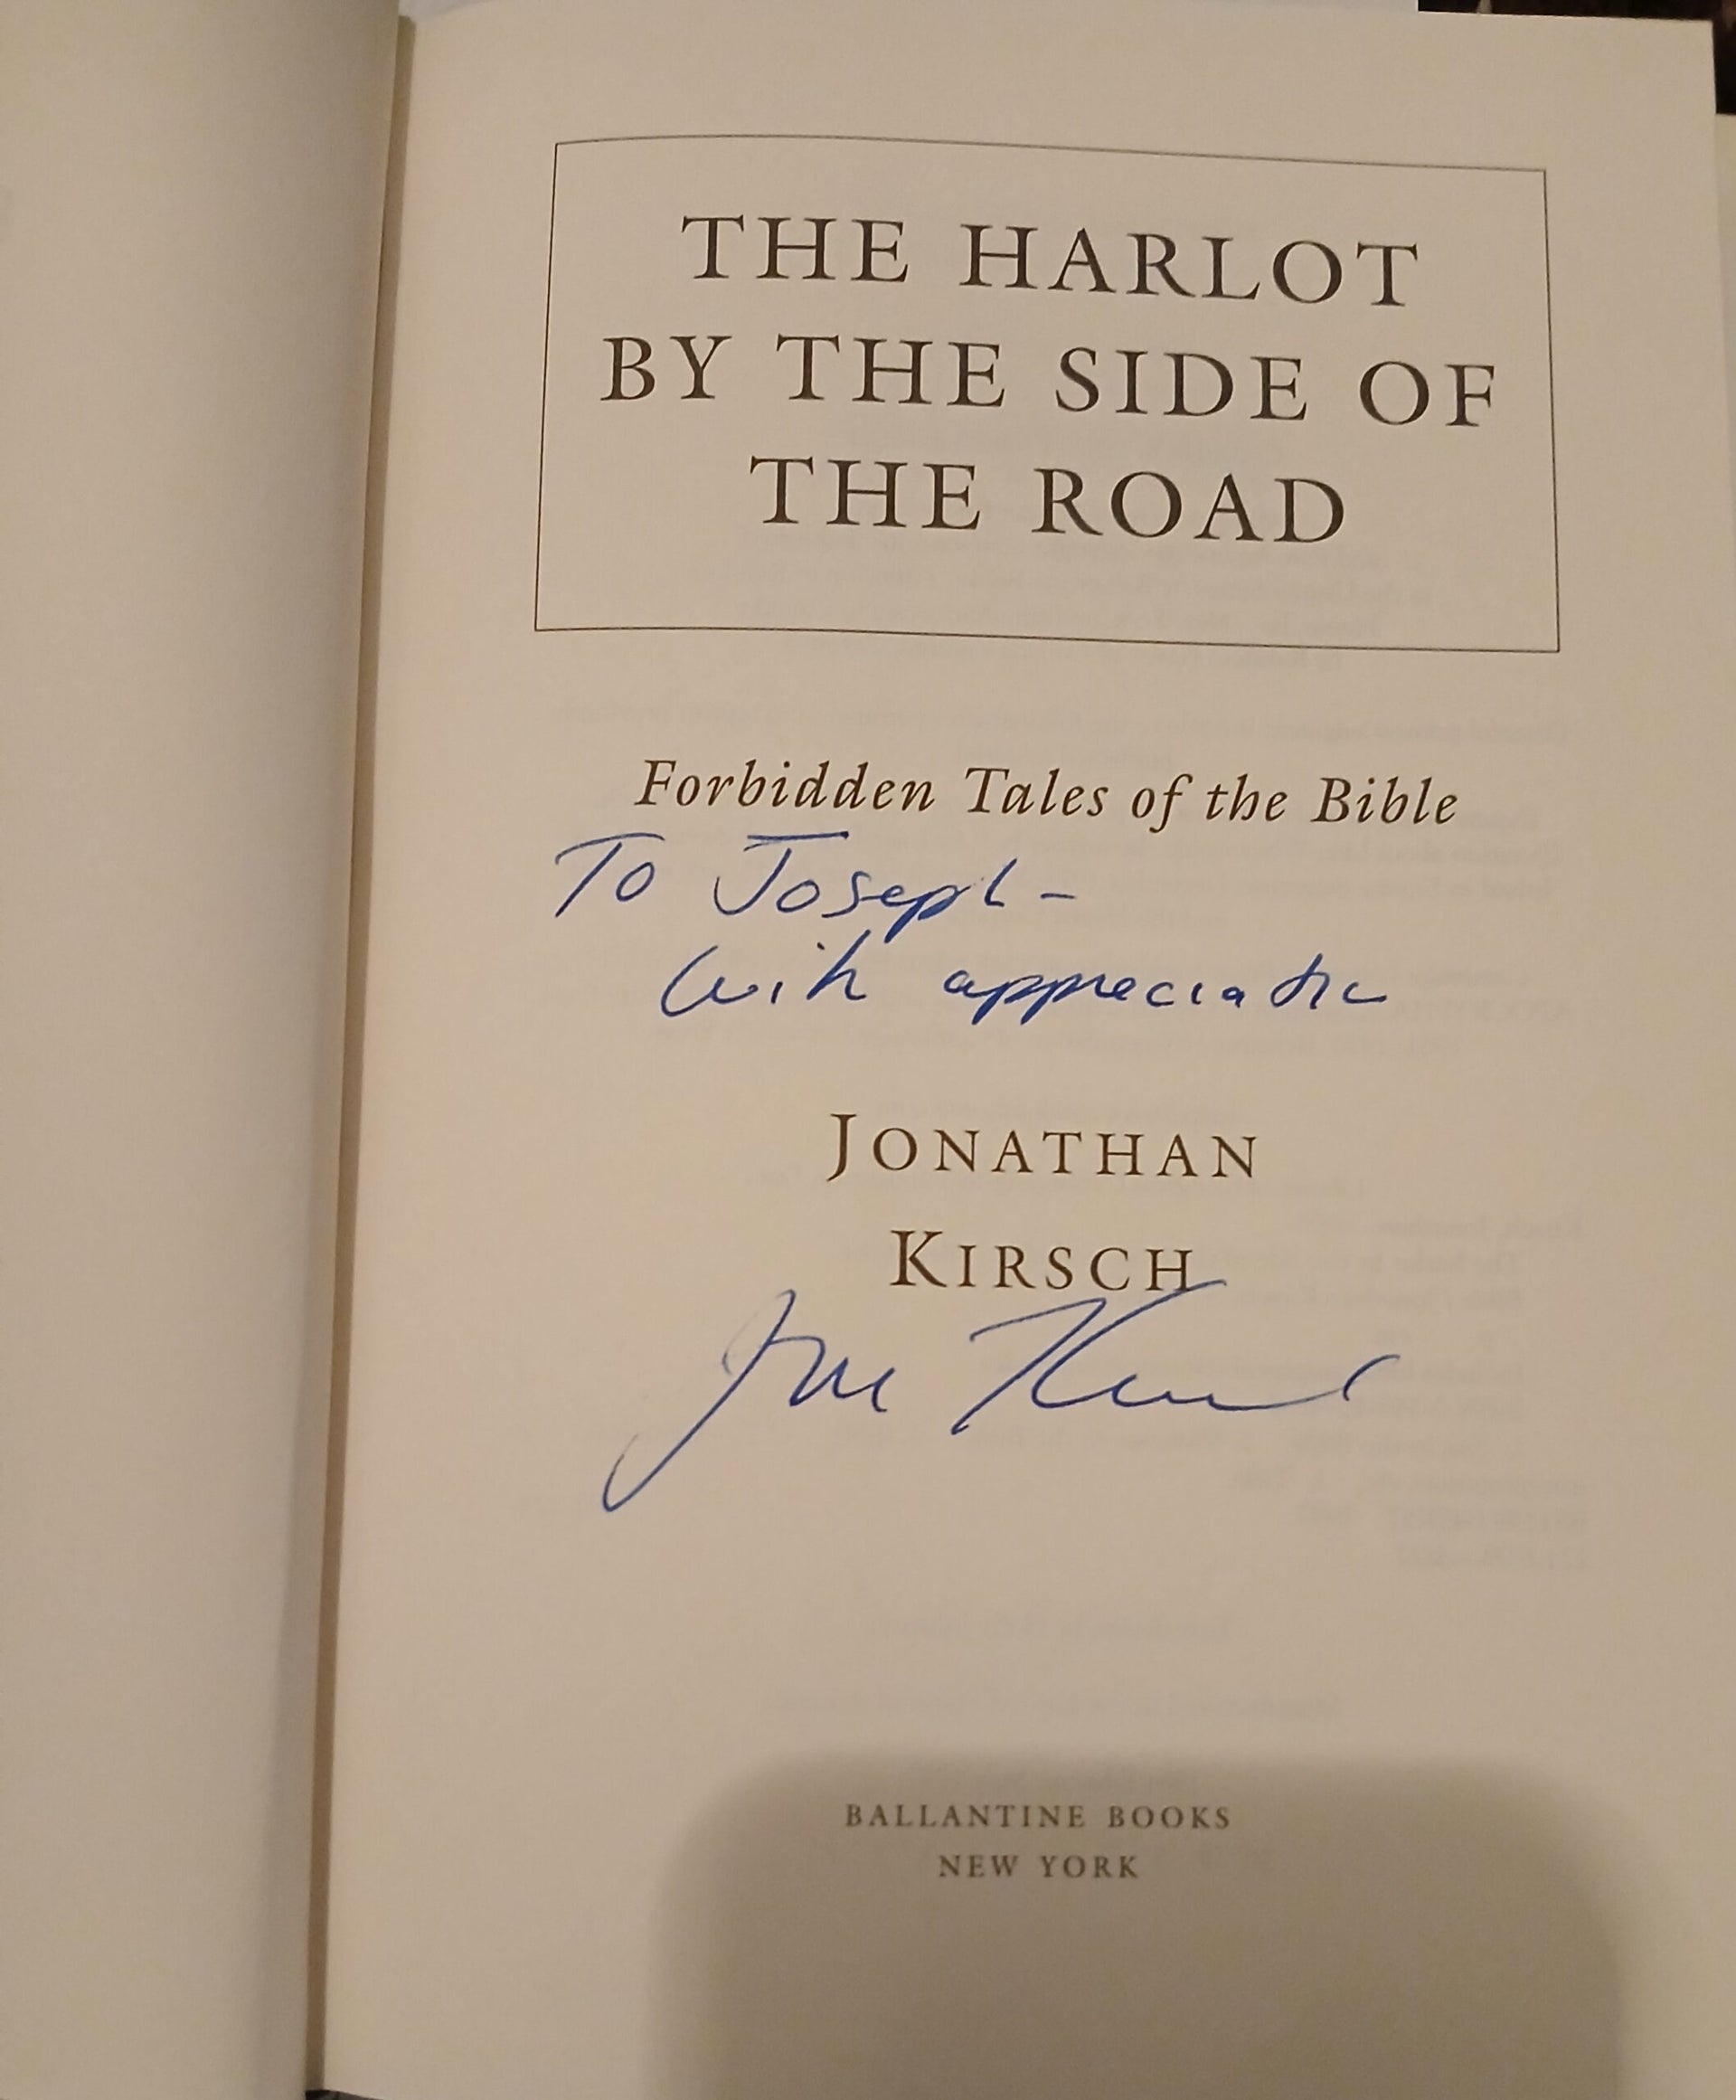 THE HARLOT
BY THE SIDE OF
THE ROAD
Forbidden Tales of the Bible
To Joseph -
with appreciation
JONATHAN
KIRSCH
BALLANTINE BOOKS
NEW YORK